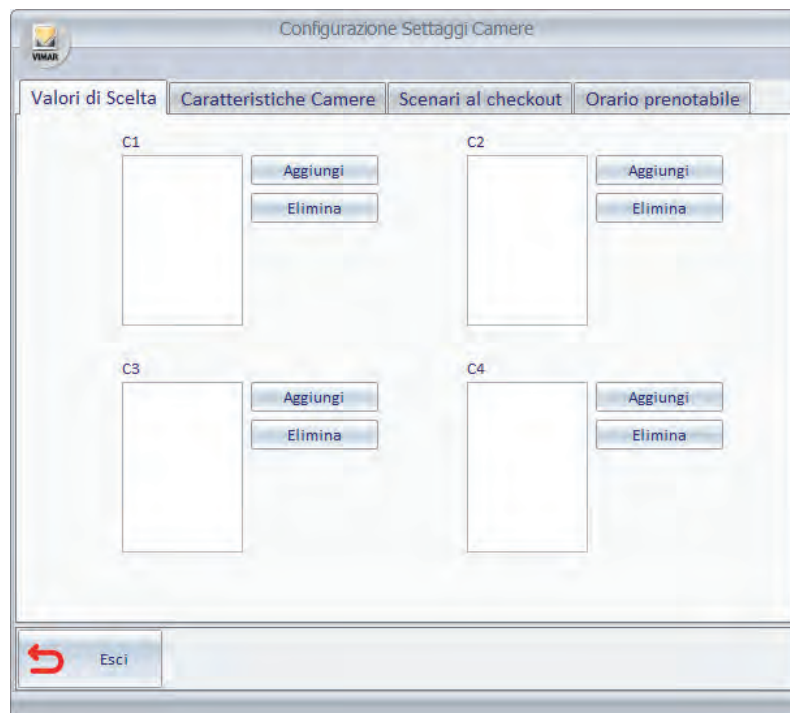 Configurazione Settaggi Camere
VIMAR
Valori di Scelta Caratteristiche Camere Scenari al checkout Orario prenotabile
C1 C2
Aggiungi Aggiungi
Elimina Elimina
C3 C4
Aggiungi Aggiungi
Elimina Elimina
Esci